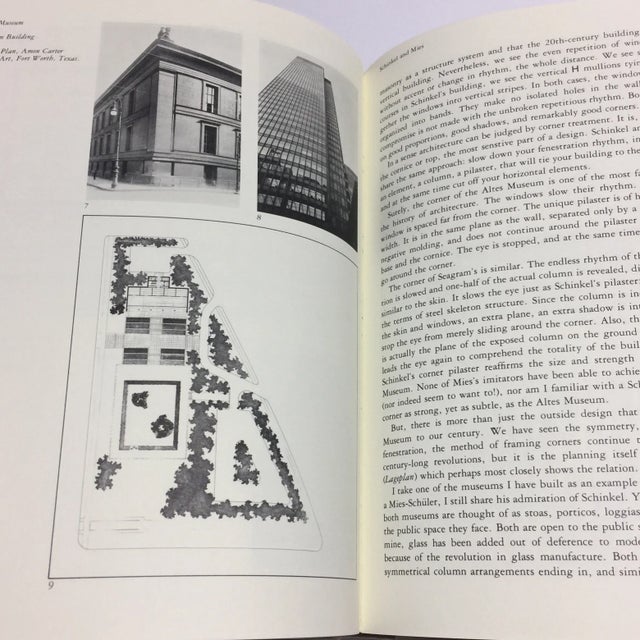 Museum
Building
Plan, Amon Carter
Art, Fort Worth, Texas.
7
8
9
Schinkel and Mies
museum as a structure system and that the 20th-century building
vertical building. Nevertheless, we see the even repetition of
without accent or change in rhythm, the whole distance. We see
courses in Schinkel's building, we see the vertical H mullions tying
gether the windows into vertical stripes. In both cases, the window
organized into bands. They make no isolated holes in the wall
compromise is not made with the unbroken repetitious rhythm. Bo
on good proportions, good shadows, and remarkably good corners.
In a sense architecture can be judged by corner treatment. It is,
the cornice or top, the most senstive part of a design. Schinkel a
share the same approach: slow down your fenestration rhythm, in
an element, a column, a pilaster, that will tie your building to the
and at the same time cut off your horizontal elements.
Surely, the corner of the Altes Museum is one of the most fa
the history of architecture. The windows slow their rhythm.
window is spaced far from the corner. The unique pilaster is of h
width. It is in the same plane as the wall, separated only by a
negative molding, and does not continue around the pilaster
base and the cornice. The eye is stopped, and at the same time
go around the corner.
The corner of Seagram's is similar. The endless rhythm of th
tion is slowed and one-half of the actual column is revealed, d
similar to the skin. It slows the eye just as Schinkel's pilaster
the terms of steel skeleton structure. Since the column is in
the skin and windows, an extra plane, an extra shadow is int
stop the eye from merely sliding around the corner. Also, th
is actually the plane of the exposed column on the ground
leads the eye again to comprehend the totality of the buil
Schinkel's corner pilaster reaffirms the size and strength
Museum. None of Mies's imitators have been able to achiev
(nor indeed seem to want to!), nor am I familiar with a Sch
corner as strong, yet as subtle, as the Altes Museum.
But, there is more than just the outside design that
Museum to our century. We have seen the symmetry,
fenestration, the method of framing corners continue
century-long revolutions, but it is the planning itself
(Lageplan) which perhaps most closely shows the relation.
I take one of the museums I have built as an example
a Mies-Schüler, I still share his admiration of Schinkel. Y
both museums are thought of as stoas, porticos, loggias
the public space they face. Both are open to the public s
mine, glass has been added out of deference to mode
because of the revolution in glass manufacture. Both
symmetrical column arrangements ending in, and simi